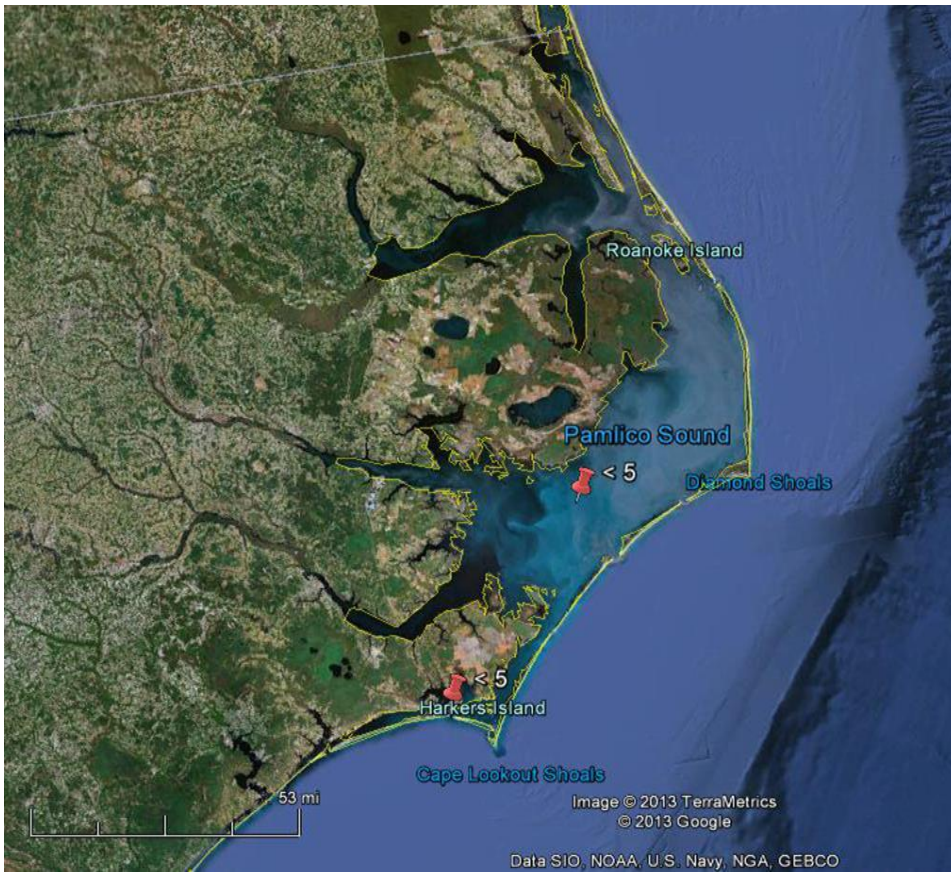 Roanoke Island
Pamlico Sound
< 5
Diamond Shoals
< 5
Harkers Island
Cape Lookout Shoals
53 mi
Image © 2013 TerraMetrics
© 2013 Google
Data SIO, NOAA, U.S. Navy, NGA, GEBCO